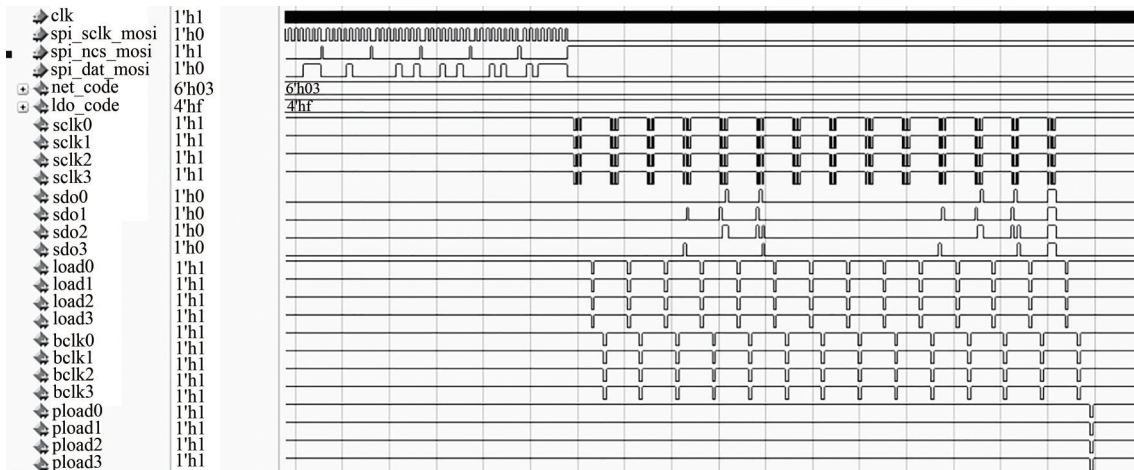 clk 1'h1
spi_sclk_mosi 1'h0
spi_ncs_mosi 1'h1
spi_dat_mosi 1'h0
net_code 6'h03 6'h03
ldo_code 4'hf 4'hf
sclk0 1'h1
sclk1 1'h1
sclk2 1'h1
sclk3 1'h1
sdo0 1'h0
sdo1 1'h0
sdo2 1'h0
sdo3 1'h0
load0 1'h1
load1 1'h1
load2 1'h1
load3 1'h1
bclk0 1'h1
bclk1 1'h1
bclk2 1'h1
bclk3 1'h1
pload0 1'h1
pload1 1'h1
pload2 1'h1
pload3 1'h1